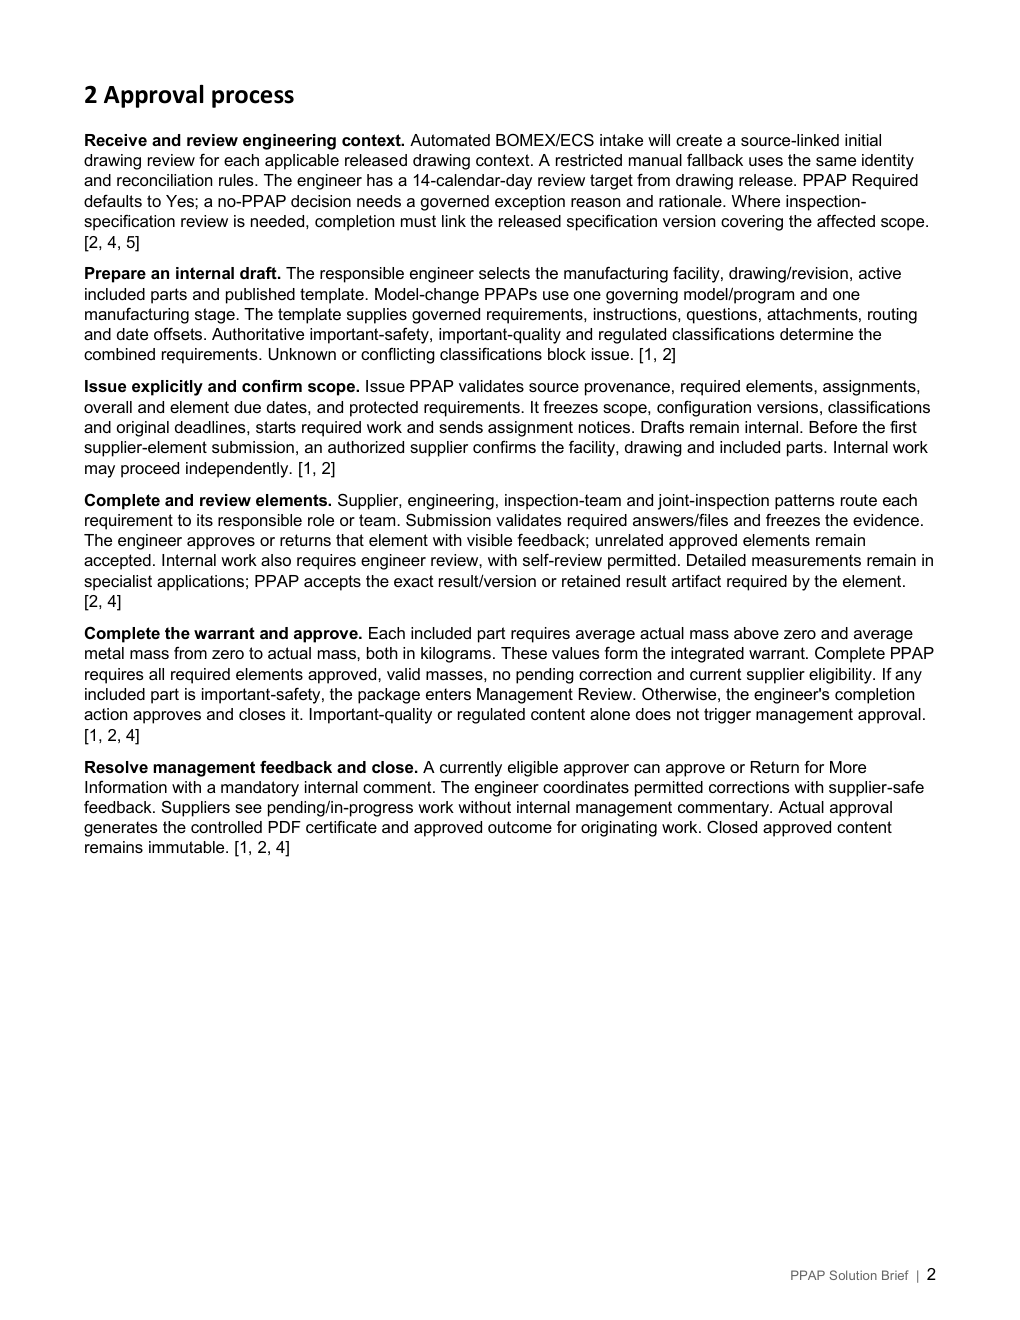 2 Approval process
Receive and review engineering context. Automated BOMEX/ECS intake will create a source-linked initial
drawing review for each applicable released drawing context. A restricted manual fallback uses the same identity
and reconciliation rules. The engineer has a 14-calendar-day review target from drawing release. PPAP Required
defaults to Yes; a no-PPAP decision needs a governed exception reason and rationale. Where inspection-
specification review is needed, completion must link the released specification version covering the affected scope.
[2, 4, 5]
Prepare an internal draft. The responsible engineer selects the manufacturing facility, drawing/revision, active
included parts and published template. Model-change PPAPs use one governing model/program and one
manufacturing stage. The template supplies governed requirements, instructions, questions, attachments, routing
and date offsets. Authoritative important-safety, important-quality and regulated classifications determine the
combined requirements. Unknown or conflicting classifications block issue. [1, 2]
Issue explicitly and confirm scope. Issue PPAP validates source provenance, required elements, assignments,
overall and element due dates, and protected requirements. It freezes scope, configuration versions, classifications
and original deadlines, starts required work and sends assignment notices. Drafts remain internal. Before the first
supplier-element submission, an authorized supplier confirms the facility, drawing and included parts. Internal work
may proceed independently. [1, 2]
Complete and review elements. Supplier, engineering, inspection-team and joint-inspection patterns route each
requirement to its responsible role or team. Submission validates required answers/files and freezes the evidence.
The engineer approves or returns that element with visible feedback; unrelated approved elements remain
accepted. Internal work also requires engineer review, with self-review permitted. Detailed measurements remain in
specialist applications; PPAP accepts the exact result/version or retained result artifact required by the element.
[2, 4]
Complete the warrant and approve. Each included part requires average actual mass above zero and average
metal mass from zero to actual mass, both in kilograms. These values form the integrated warrant. Complete PPAP
requires all required elements approved, valid masses, no pending correction and current supplier eligibility. If any
included part is important-safety, the package enters Management Review. Otherwise, the engineer's completion
action approves and closes it. Important-quality or regulated content alone does not trigger management approval.
[1, 2, 4]
Resolve management feedback and close. A currently eligible approver can approve or Return for More
Information with a mandatory internal comment. The engineer coordinates permitted corrections with supplier-safe
feedback. Suppliers see pending/in-progress work without internal management commentary. Actual approval
generates the controlled PDF certificate and approved outcome for originating work. Closed approved content
remains immutable. [1, 2, 4]
PPAP Solution Brief | 2